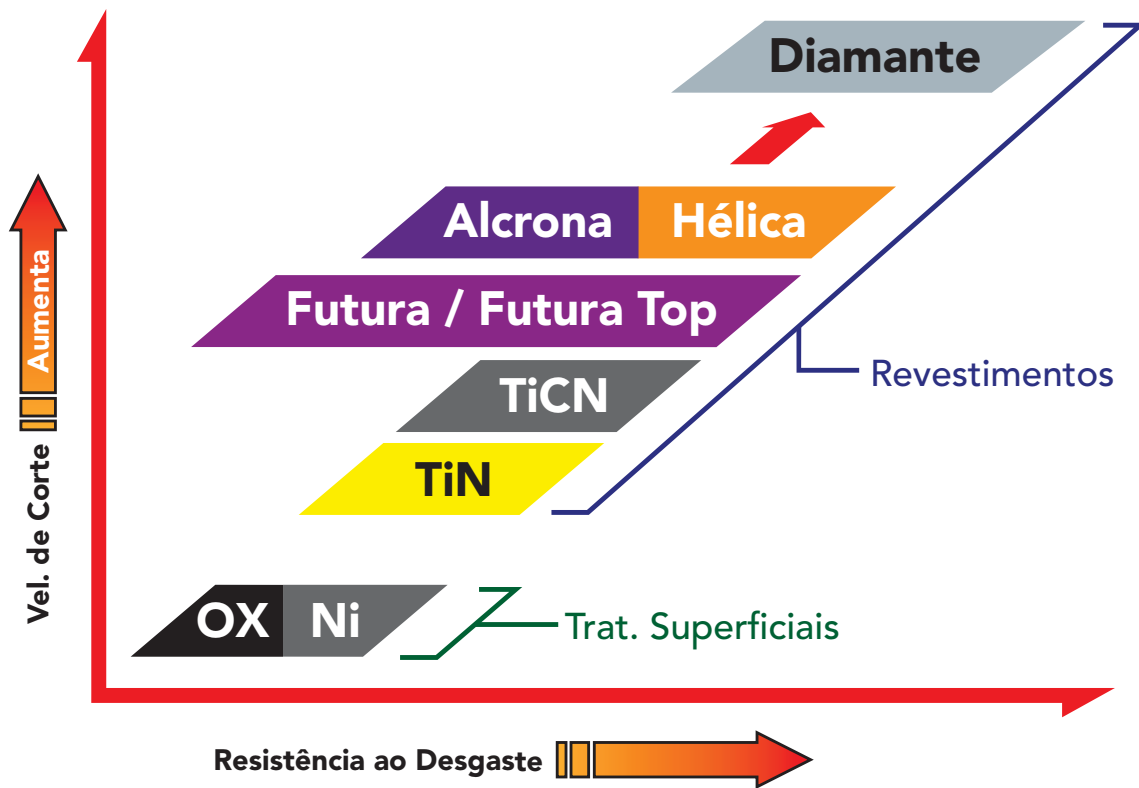 Diamante
Alcrona Hélica
Futura / Futura Top
Revestimentos
TiCN
TiN
OX Ni
Trat. Superficiais
Vel. de Corte Aumenta
Resistência ao Desgaste